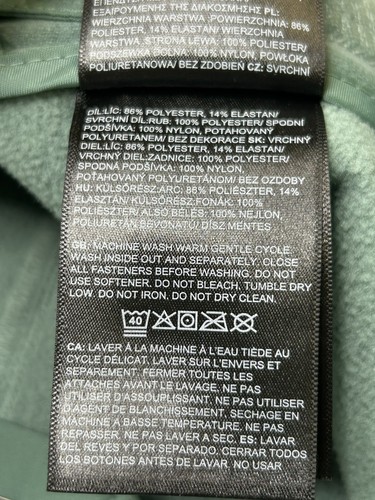 ΕΞΑΙΡΟΥΜΕΝΗΣ ΤΗΣ ΔΙΑΚΟΣΜΗΣΗΣ PL:
WIERZCHNIA WARSTWA :POWIERZCHNIA: 86%
POLIESTER, 14% ELASTAN/ WIERZCHNIA
WARSTWA: STRONA LEWA: 100% POLIESTER/
PODSZEWKA DOLNA: 100% NYLON, POWŁOKA
POLIURETANOWA/ BEZ ZDOBIEŃ CZ: SVRCHNÍ
DÍL:LÍC: 86% POLYESTER, 14% ELASTAN/
SVRCHNÍ DÍL:RUB: 100% POLYESTER/ SPODNÍ
PODŠÍVKA: 100% NYLON, POTAHOVANÝ
POLYURETANEM/ BEZ DEKORACE SK: VRCHNÝ
DIEL:LÍC: 86% POLYESTER, 14% ELASTAN/
VRCHNÝ DIEL:ZADNICE: 100% POLYESTER/
SPODNÁ PODŠÍVKA: 100% NYLON,
POŤAHOVANÝ POLYURETÁNOM/ BEZ OZDOBY
HU: KÜLSŐRÉSZ:ARC: 86% POLIÉSZTER, 14%
ELASZTÁN/ KÜLSŐRÉSZ:FONÁK: 100%
POLIÉSZTER/ ALSÓ BÉLÉS: 100% NEJLON,
POLIURETÁN BEVONATÚ/ DÍSZ MENTES
GB: MACHINE WASH WARM GENTLE CYCLE.
WASH INSIDE OUT AND SEPARATELY. CLOSE
ALL FASTENERS BEFORE WASHING. DO NOT
USE SOFTENER. DO NOT BLEACH. TUMBLE DRY
LOW. DO NOT IRON. DO NOT DRY CLEAN.
40
CA: LAVER À LA MACHINE À L'EAU TIÈDE AU
CYCLE DÉLICAT. LAVER SUR L'ENVERS ET
SÉPAREMENT. FERMER TOUTES LES
ATTACHES AVANT LE LAVAGE. NE PAS
UTILISER D'ASSOUPLISSANT. NE PAS UTILISER
D'AGENT DE BLANCHISSEMENT. SECHAGE EN
MACHINE A BASSE TEMPERATURE. NE PAS
REPASSER. NE PAS NETTOYER A SEC. ES: LAVAR
DEL REVÉS Y POR SEPARADO. CERRAR TODOS
LOS BOTONES ANTES DE LAVAR. NO USAR